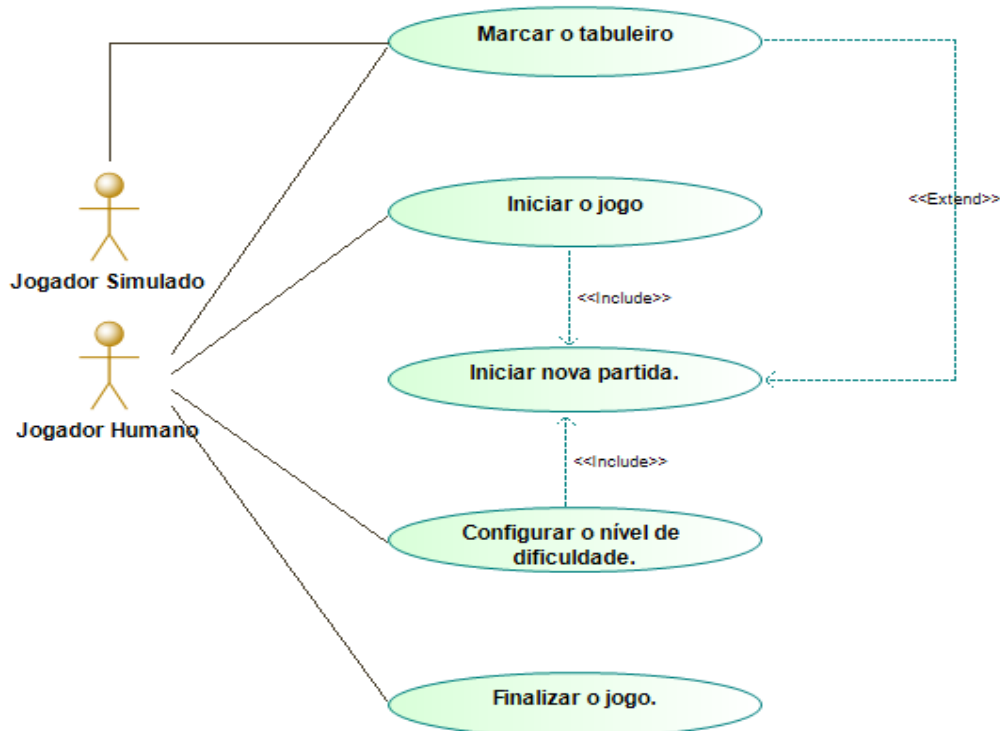 Marcar o tabuleiro
Iniciar o jogo
<<Extend>>
Jogador Simulado
<<Include>>
Iniciar nova partida.
Jogador Humano
<<Include>>
Configurar o nível de
dificuldade.
Finalizar o jogo.